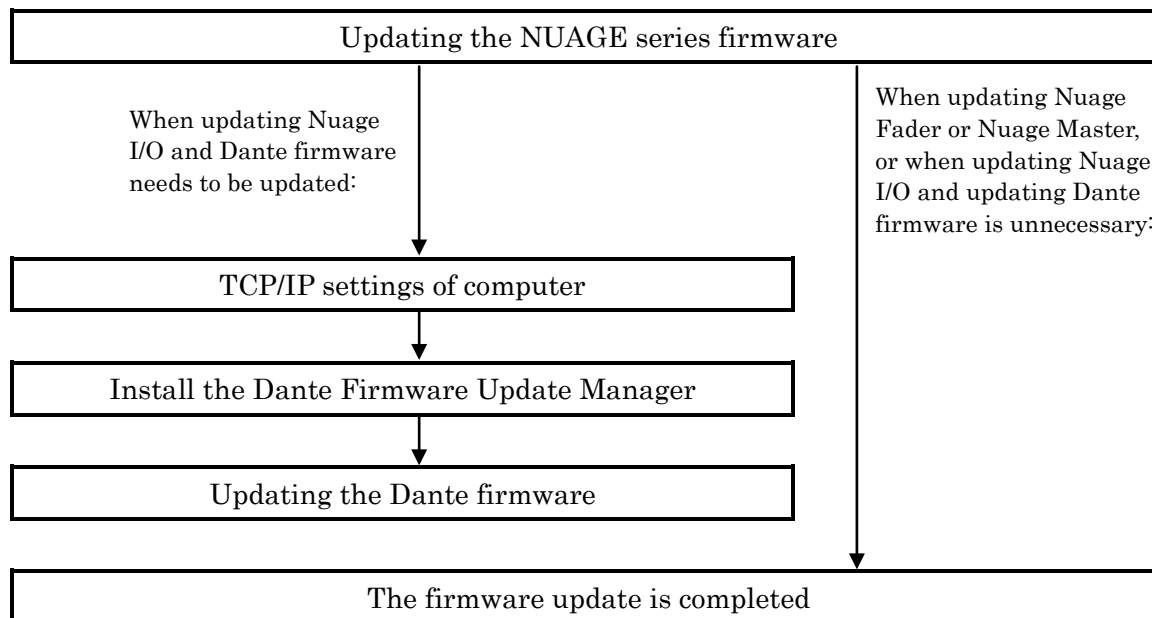 Updating the NUAGE series firmware
When updating Nuage
I/O and Dante firmware
needs to be updated:
When updating Nuage
Fader or Nuage Master,
or when updating Nuage
I/O and updating Dante
firmware is unnecessary:
TCP/IP settings of computer
Install the Dante Firmware Update Manager
Updating the Dante firmware
The firmware update is completed